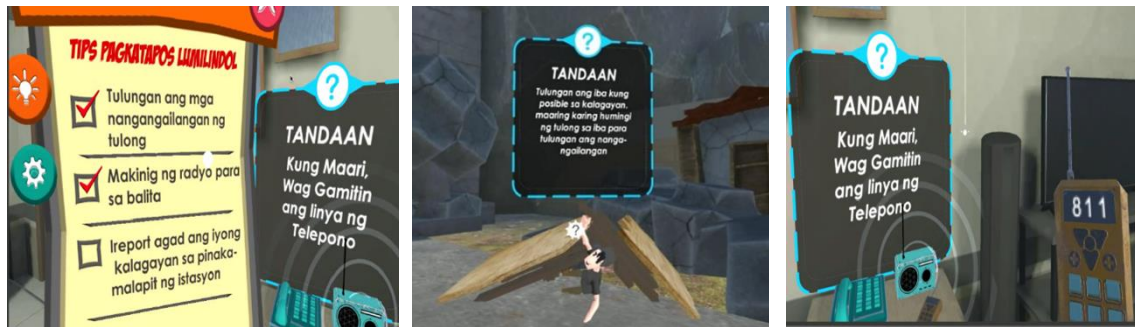 TIPS PAGKATAPOS LUMILINDOL
Tulungan ang mga
nangangailangan ng
tulong
Makinig ng radyo para
sa balita
Ireport agad ang iyong
kalagayan sa pinaka-
malapit ng istasyon
?
TANDAAN
Kung Maari,
Wag Gamitin
ang linya ng
Telepono
?
TANDAAN
Tulungan ang iba kung
posible sa kalagayan.
maaring karing humingi
ng tulong sa iba para
tulungan ang nanga-
ngailangan
?
?
TANDAAN
Kung Maari,
Wag Gamitin
ang linya ng
Telepono
811